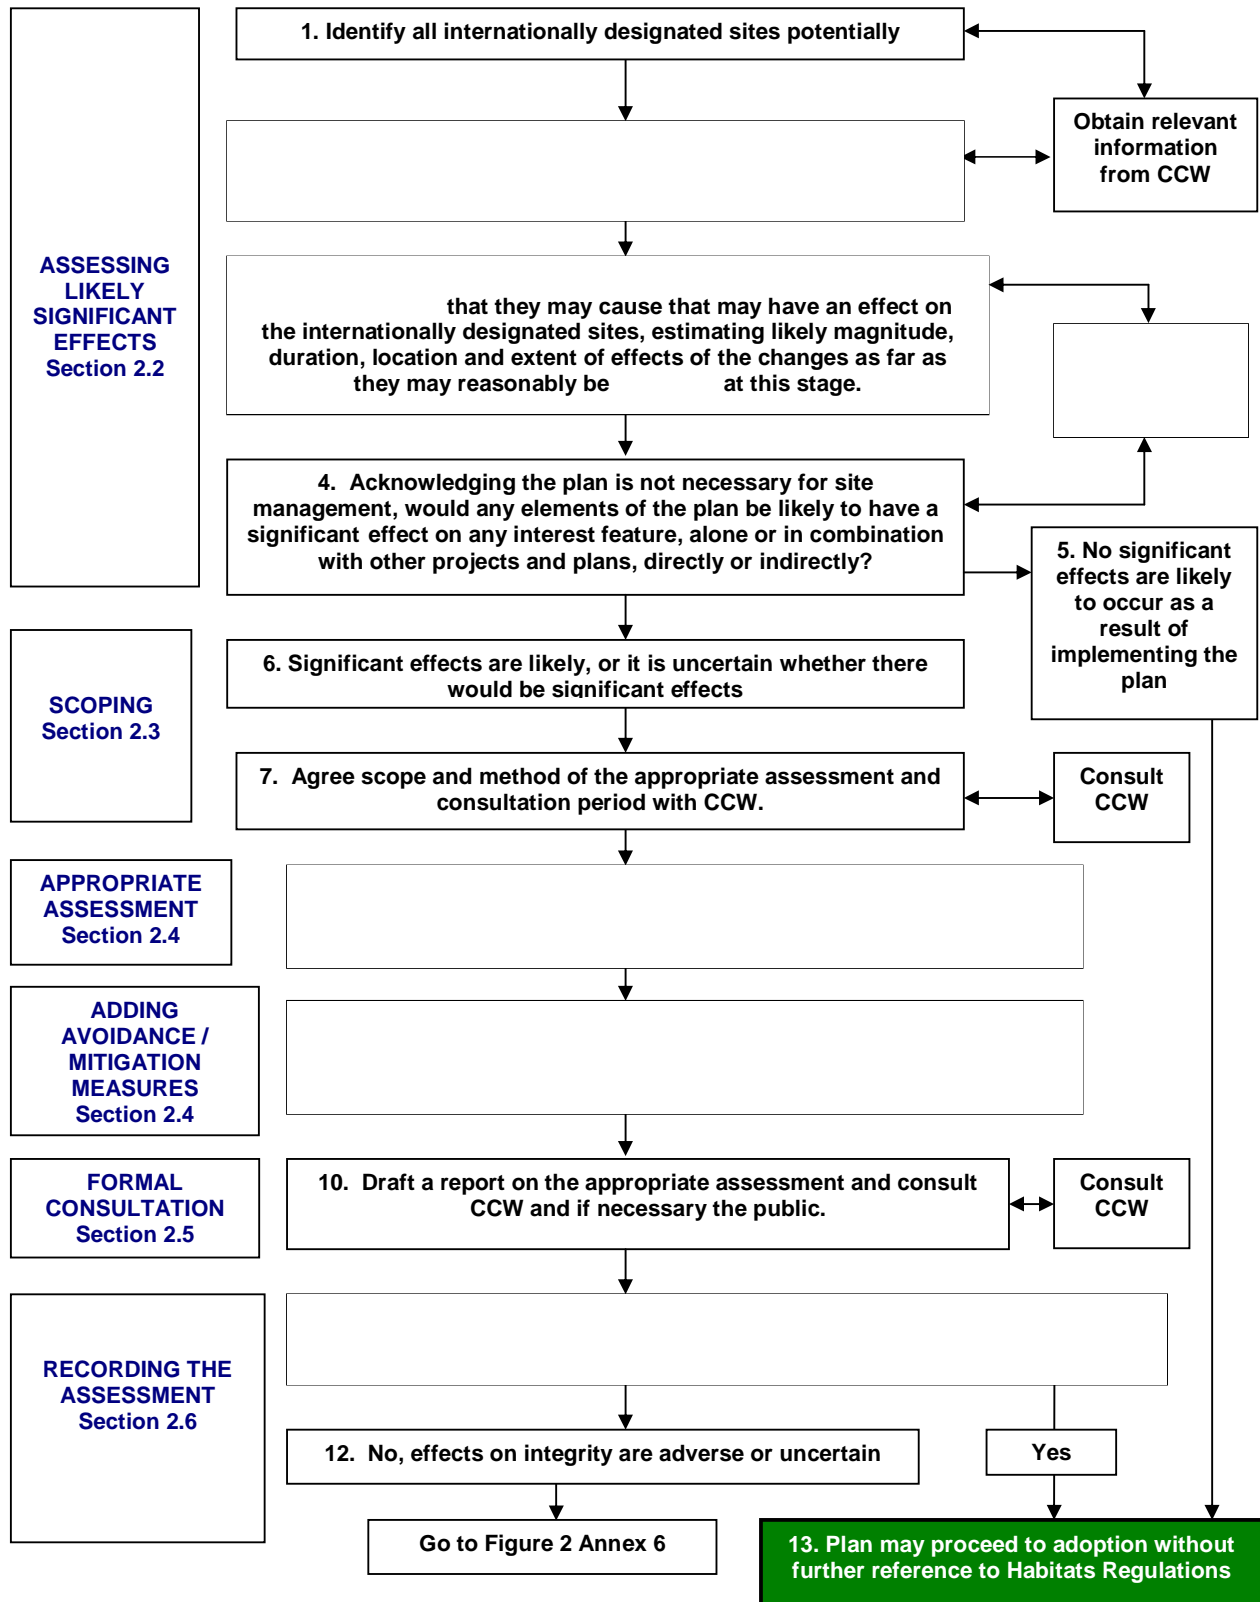 1. Identify all internationally designated sites potentially
Obtain relevant
information
from CCW
ASSESSING
LIKELY
SIGNIFICANT
EFFECTS
Section 2.2
that they may cause that may have an effect on
the internationally designated sites, estimating likely magnitude,
duration, location and extent of effects of the changes as far as
they may reasonably be at this stage.
4. Acknowledging the plan is not necessary for site
management, would any elements of the plan be likely to have a
significant effect on any interest feature, alone or in combination
with other projects and plans, directly or indirectly?
5. No significant
effects are likely
to occur as a
result of
implementing the
plan
SCOPING
Section 2.3
6. Significant effects are likely, or it is uncertain whether there
would be significant effects
7. Agree scope and method of the appropriate assessment and
consultation period with CCW.
Consult
CCW
APPROPRIATE
ASSESSMENT
Section 2.4
ADDING
AVOIDANCE /
MITIGATION
MEASURES
Section 2.4
FORMAL
CONSULTATION
Section 2.5
10. Draft a report on the appropriate assessment and consult
CCW and if necessary the public.
Consult
CCW
RECORDING THE
ASSESSMENT
Section 2.6
12. No, effects on integrity are adverse or uncertain
Yes
Go to Figure 2 Annex 6
13. Plan may proceed to adoption without
further reference to Habitats Regulations